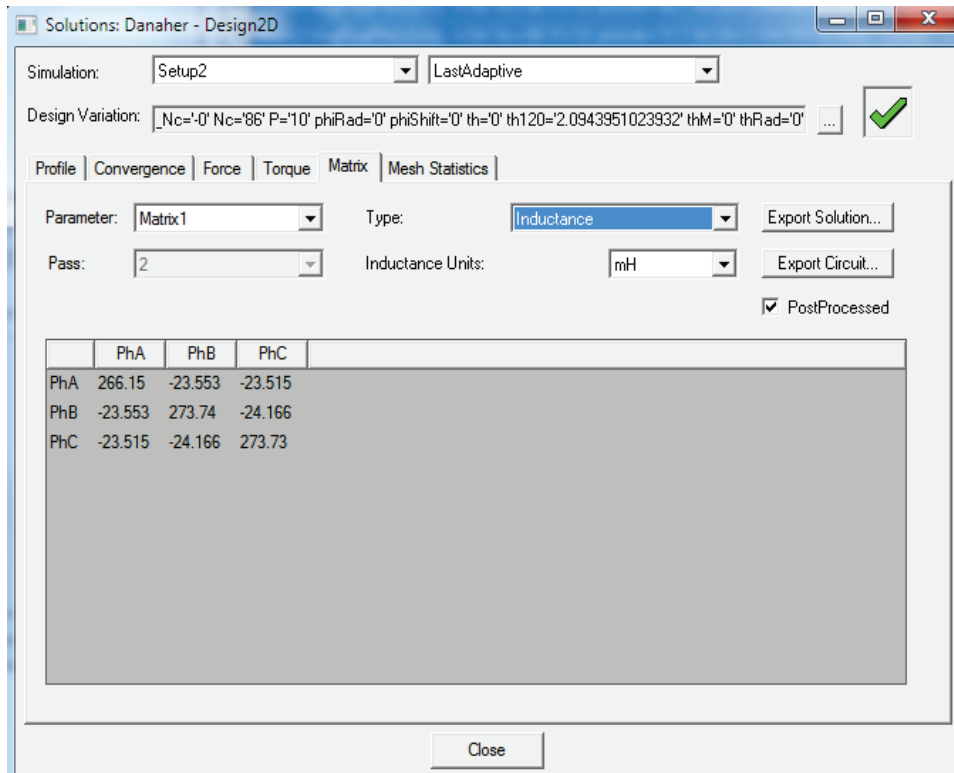 Solutions: Danaher - Design2D
Simulation: Setup2 LastAdaptive
Design Variation: _Nc='-0' Nc='86' P='10' phiRad='0' phiShift='0' th='0' th120='2.0943951023932' thM='0' thRad='0' ...
Profile Convergence Force Torque Matrix Mesh Statistics
Parameter: Matrix1 Type: Inductance Export Solution...
Pass: 2 Inductance Units: mH Export Circuit...
PostProcessed
PhA PhB PhC
PhA 266.15 -23.553 -23.515
PhB -23.553 273.74 -24.166
PhC -23.515 -24.166 273.73
Close